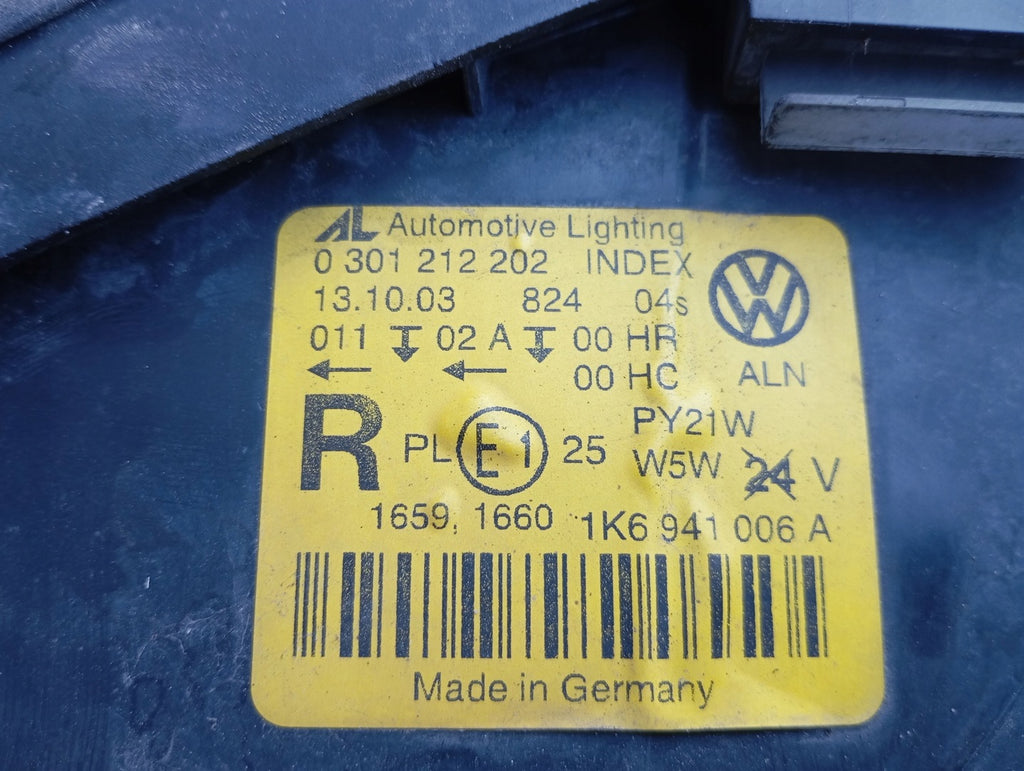 AL Automotive Lighting
0 301 212 202 INDEX
13.10.03 824 04s
011 02 A 00 HR
00 HC ALN
R PL E1 25 PY21W
W5W 24 V
1659, 1660 1K6 941 006 A
Made in Germany